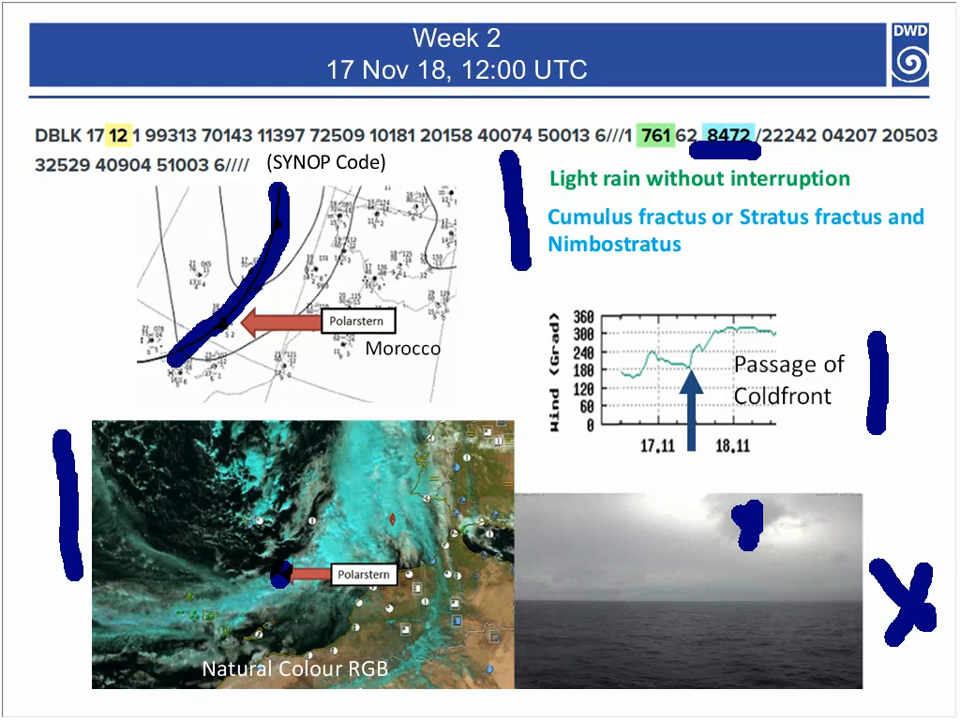 Week 2
17 Nov 18, 12:00 UTC
DWD
DBLK 17 12 1 99313 70143 11397 72509 10181 20158 40074 50013 6///1 761 62 8472 /22242 04207 20503
32529 40904 51003 6////
(SYNOP Code)
Light rain without interruption
Cumulus fractus or Stratus fractus and
Nimbostratus
Polarstern
Morocco
Wind (Grad)
360
300
240
180
120
60
0
17.11
18.11
Passage of
Coldfront
Polarstern
Natural Colour RGB